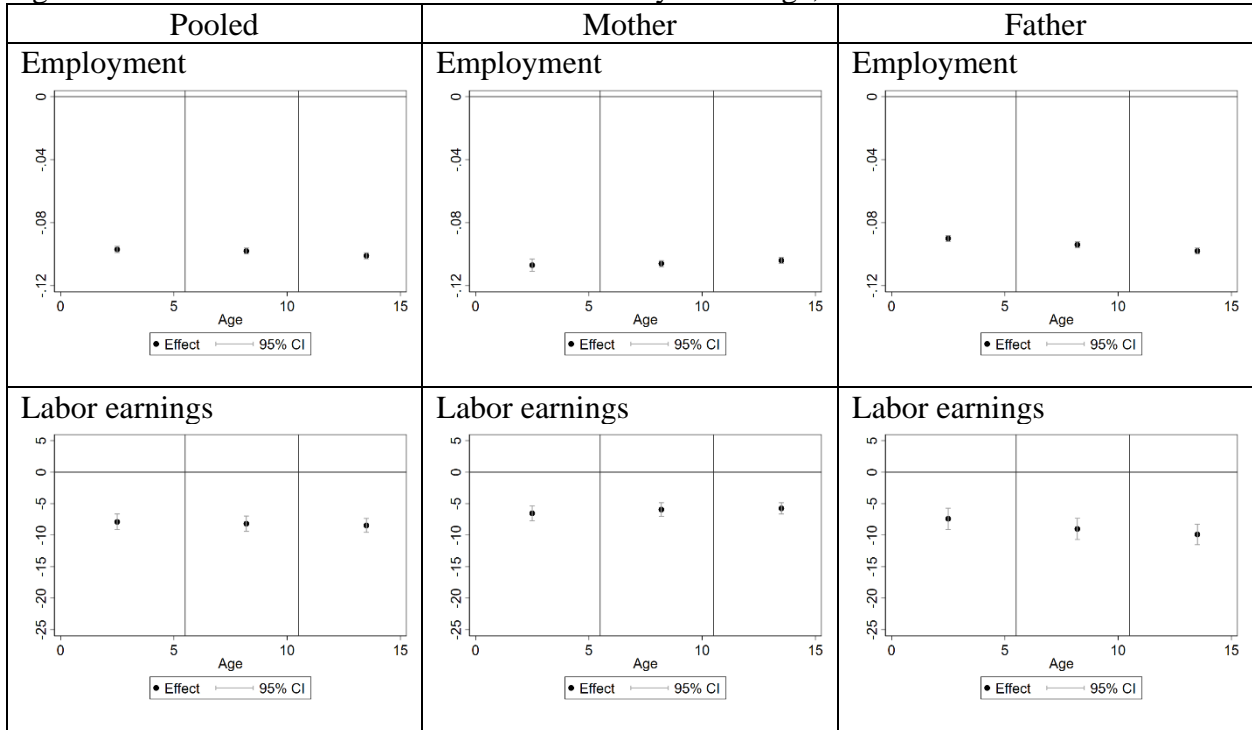 Pooled Mother Father
Employment Employment Employment
0 0 0
-.04 -.04 -.04
-.08 -.08 -.08
-.12 -.12 -.12
0 5 10 15 0 5 10 15 0 5 10 15
Age Age Age
Effect 95% CI Effect 95% CI Effect 95% CI
Labor earnings Labor earnings Labor earnings
5 5 5
0 0 0
-5 -5 -5
-10 -10 -10
-15 -15 -15
-20 -20 -20
-25 -25 -25
0 5 10 15 0 5 10 15 0 5 10 15
Age Age Age
Effect 95% CI Effect 95% CI Effect 95% CI